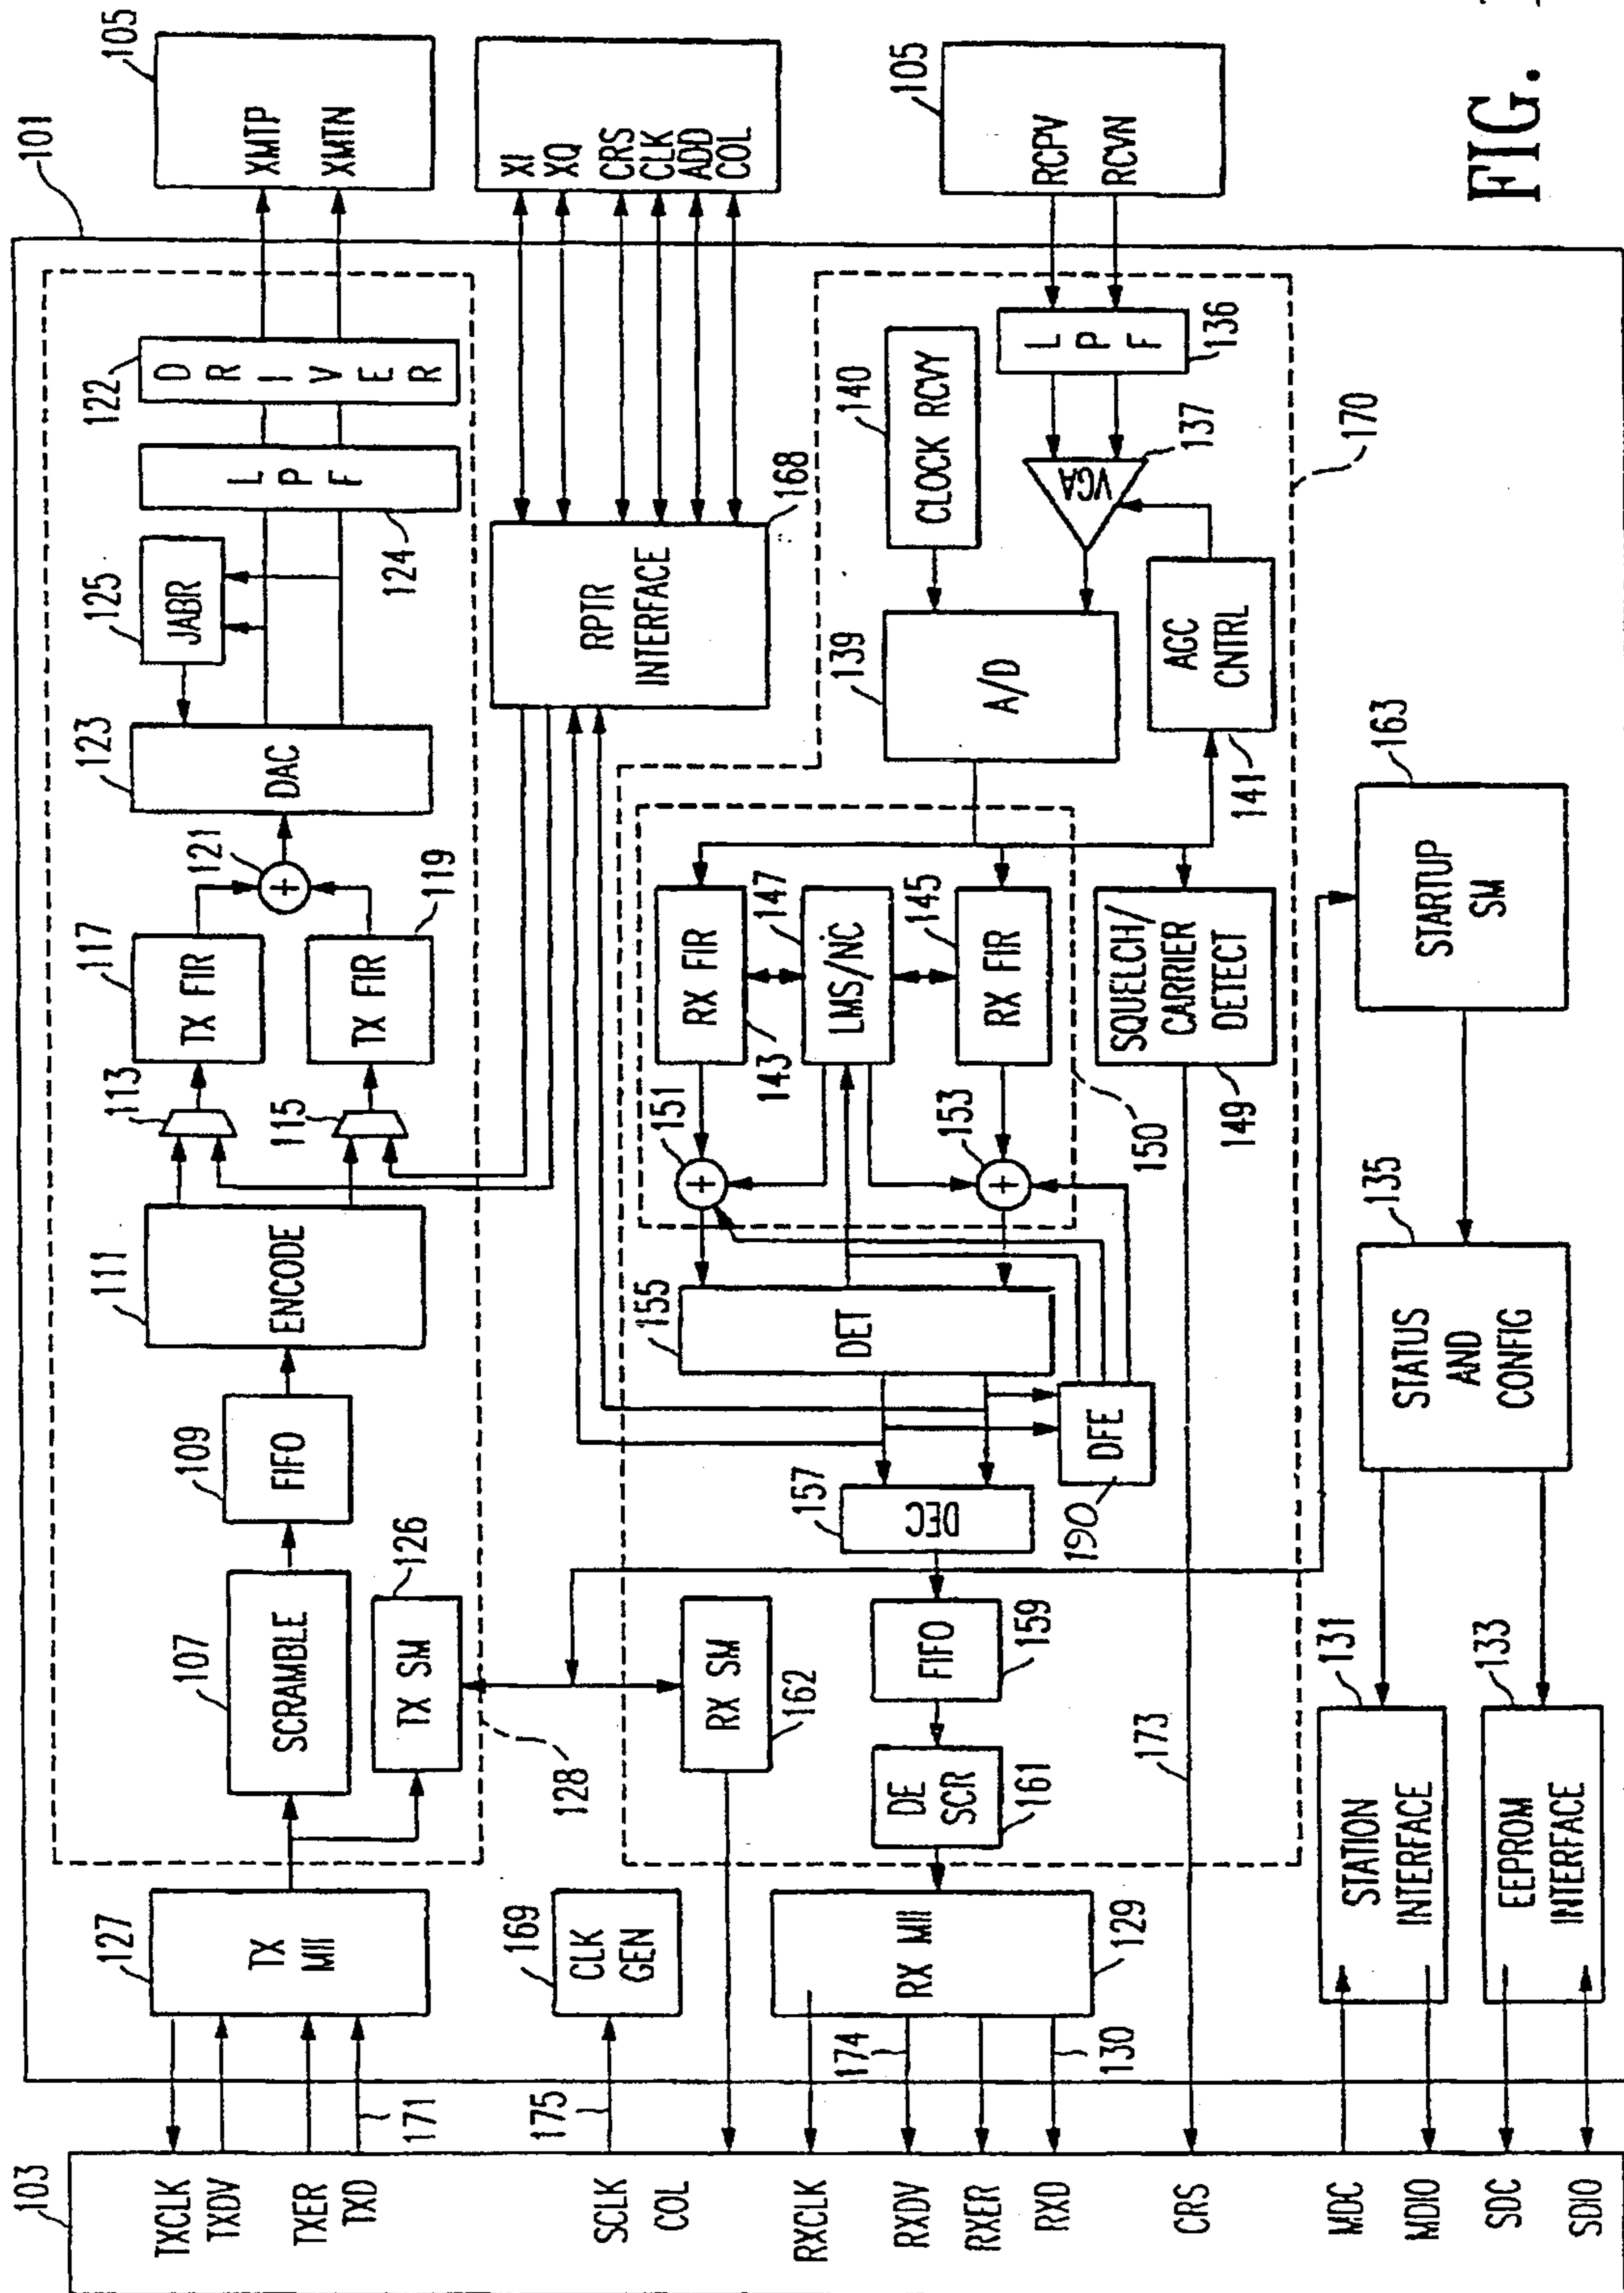 103
TXCLK
TXDV
TXER
TXD
SCLK
COL
RXCLK
RXDV
RXER
RXD
CRS
MDC
MDIO
SDC
SDIO
171
175
174
130
173
101
127
TX
MII
107
SCRAMBLE
109
FIFO
111
ENCODE
126
TX SM
128
113
115
117
TX FIR
TX FIR
119
121
123
DAC
125
JABR
LPF
124
122
DRIVER
105
XMTP
XMTN
XI
XQ
CRS
CLK
ADD
COL
RPTR
INTERFACE
168
169
CLK
GEN
RX SM
162
RX MII
129
DE
SCR
161
FIFO
159
157
DEC
155
DET
DFE
190
151
153
150
RX FIR
143
147
LMS/NC
145
RX FIR
SQUELCH/
CARRIER
DETECT
149
139
A/D
140
CLOCK RCVY
LPF
136
VGA
137
AGC
CNTRL
141
170
105
RCPV
RCVN
131
STATION
INTERFACE
133
EEPROM
INTERFACE
135
STATUS
AND
CONFIG
163
STARTUP
SM
FIG.